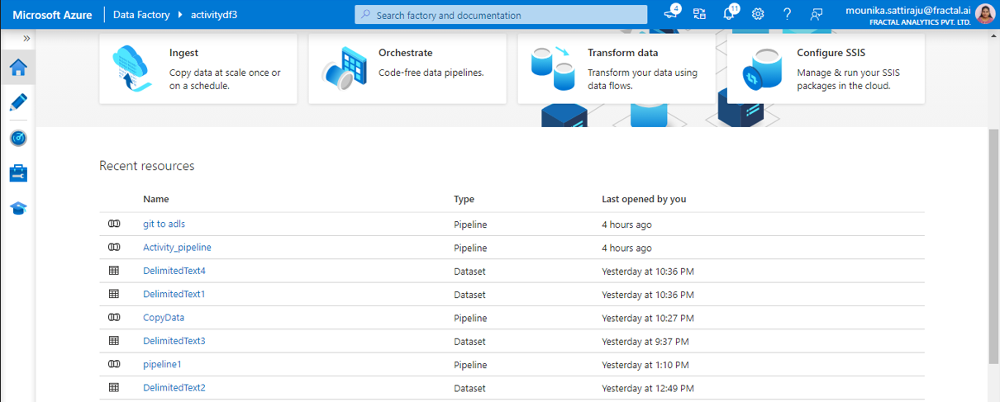 Microsoft Azure Data Factory activitydf3 Search factory and documentation 4 11 mounika.sattiraju@fractal.ai
FRACTAL ANALYTICS PVT. LTD.
Ingest
Copy data at scale once or
on a schedule.
Orchestrate
Code-free data pipelines.
Transform data
Transform your data using
data flows.
Configure SSIS
Manage & run your SSIS
packages in the cloud.
Recent resources
Name Type Last opened by you
git to adls Pipeline 4 hours ago
Activity_pipeline Pipeline 4 hours ago
DelimitedText4 Dataset Yesterday at 10:36 PM
DelimitedText1 Dataset Yesterday at 10:36 PM
CopyData Pipeline Yesterday at 10:27 PM
DelimitedText3 Dataset Yesterday at 9:37 PM
pipeline1 Pipeline Yesterday at 1:10 PM
DelimitedText2 Dataset Yesterday at 12:49 PM